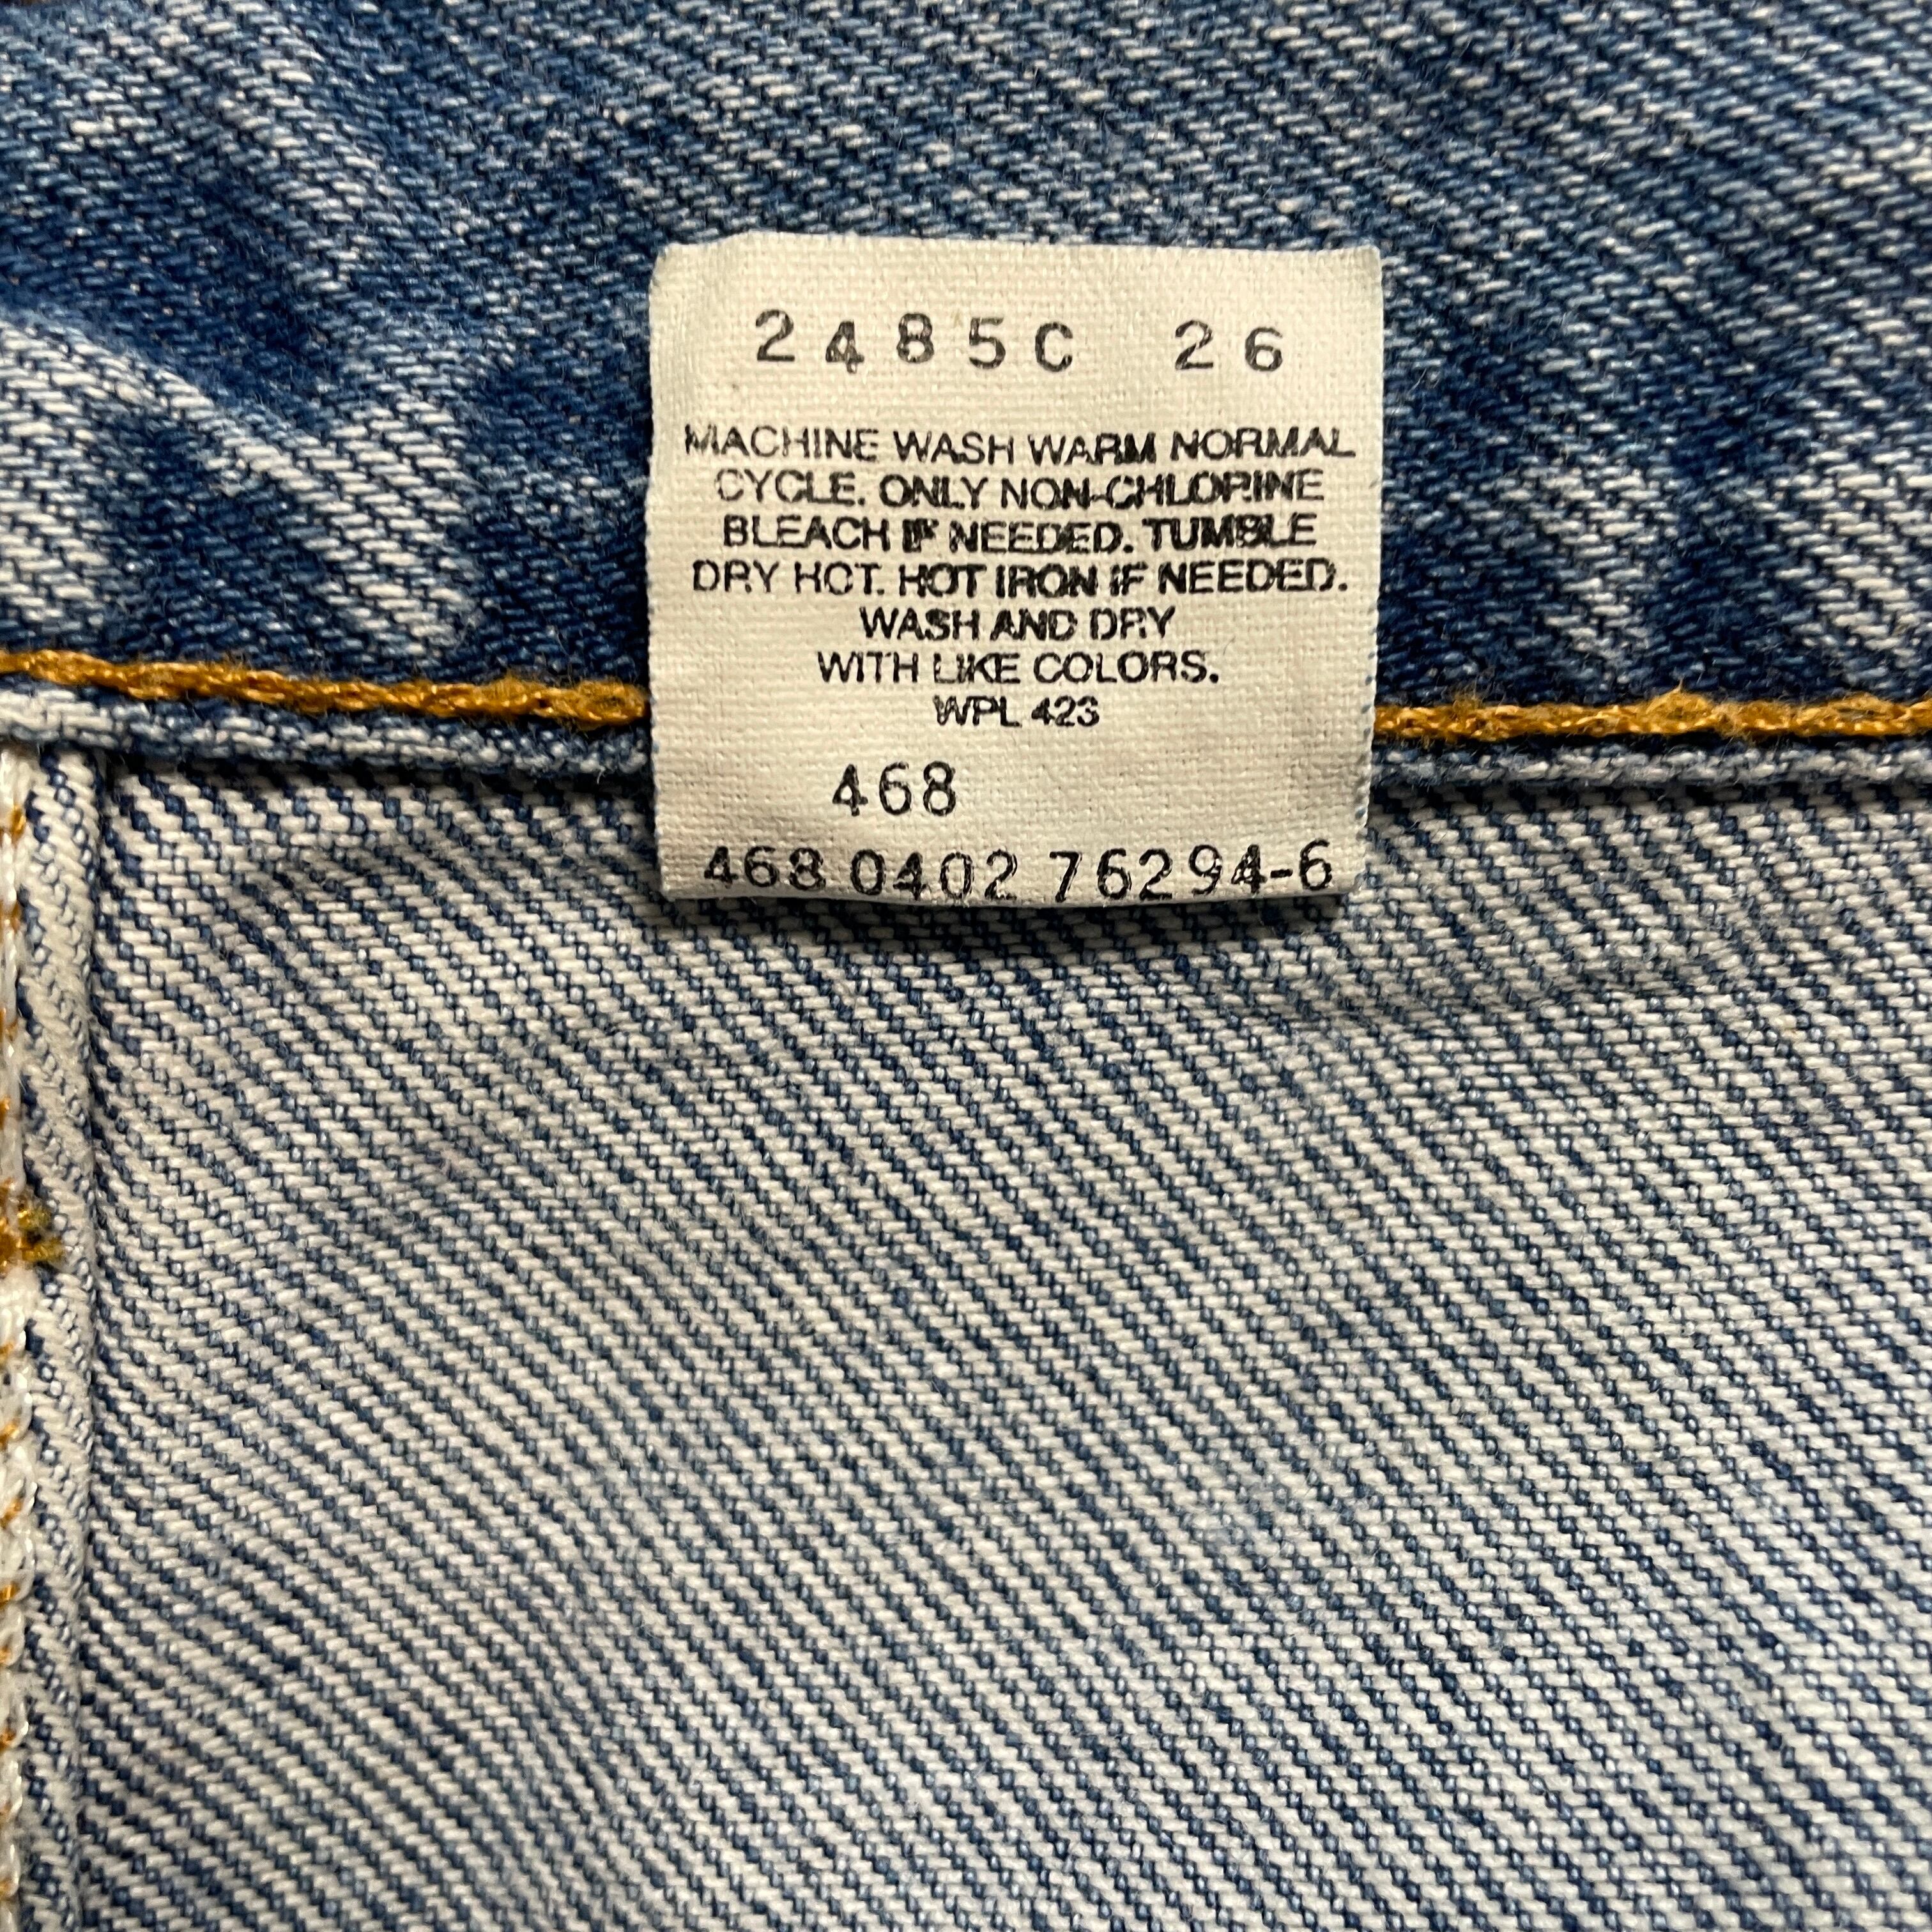 2485C 26
MACHINE WASH WARM NORMAL
CYCLE. ONLY NON-CHLORINE
BLEACH IF NEEDED. TUMBLE
DRY HOT. HOT IRON IF NEEDED.
WASH AND DRY
WITH LIKE COLORS.
WPL 423
468
468 0402 76294-6